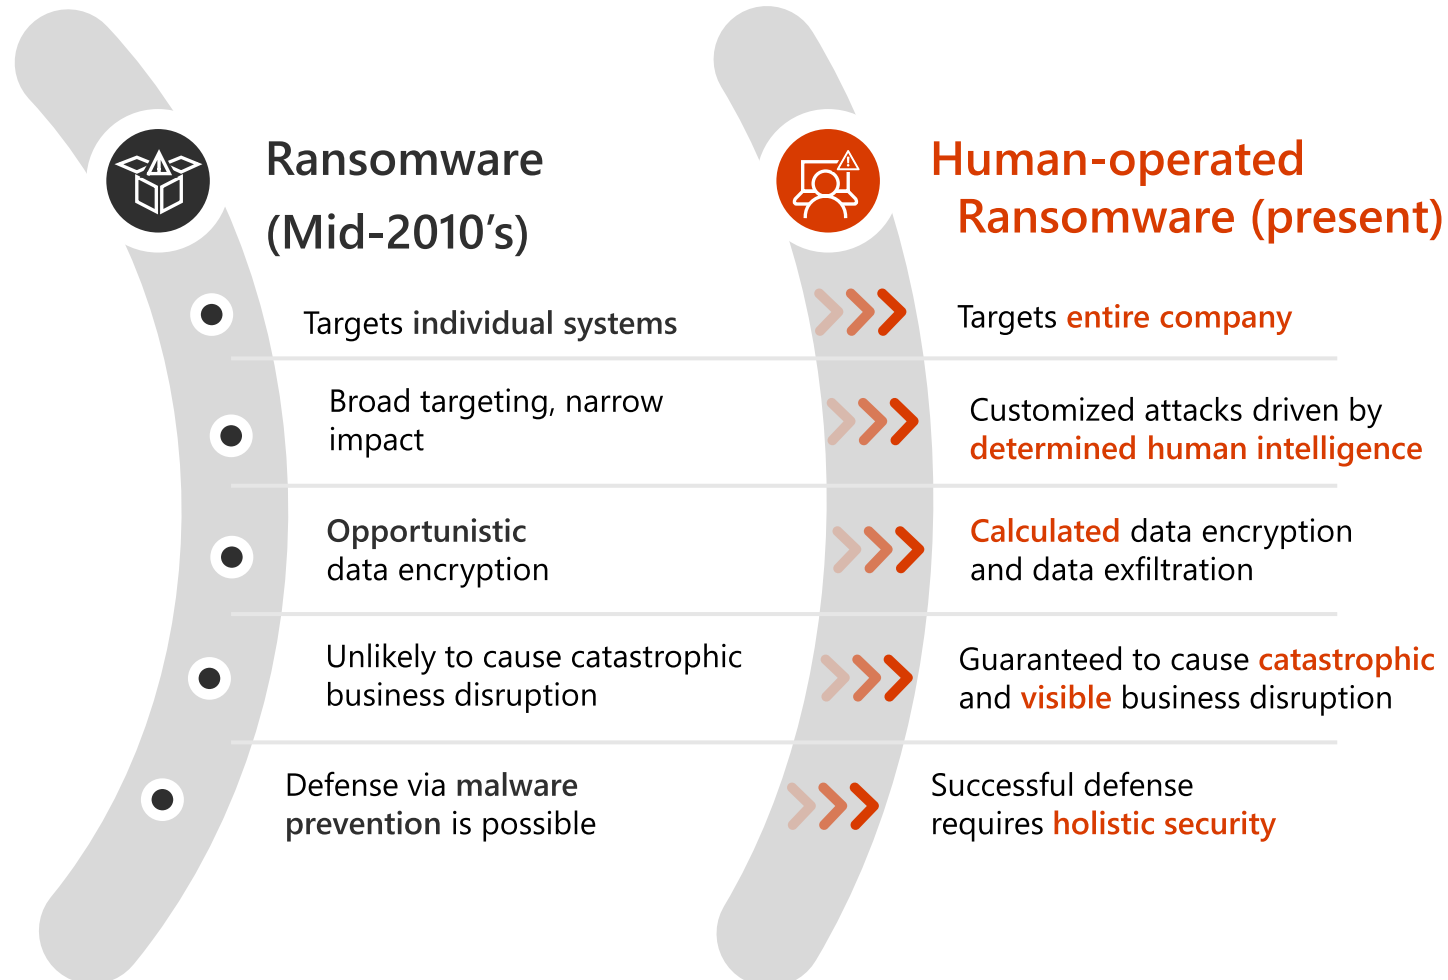 Ransomware
(Mid-2010’s)
Human-operated
Ransomware (present)
Targets individual systems
Targets entire company
Broad targeting, narrow
impact
Customized attacks driven by
determined human intelligence
Opportunistic
data encryption
Calculated data encryption
and data exfiltration
Unlikely to cause catastrophic
business disruption
Guaranteed to cause catastrophic
and visible business disruption
Defense via malware
prevention is possible
Successful defense
requires holistic security